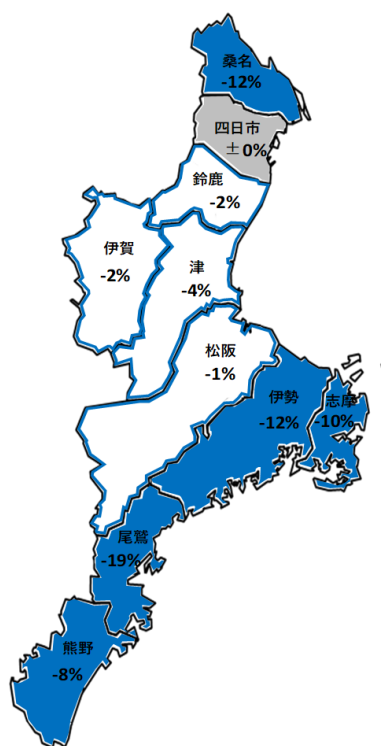 桑名
-12%
四日市
±0%
鈴鹿
-2%
伊賀
-2%
津
-4%
松阪
-1%
伊勢
-12%
志摩
-10%
尾鷲
-19%
熊野
-8%